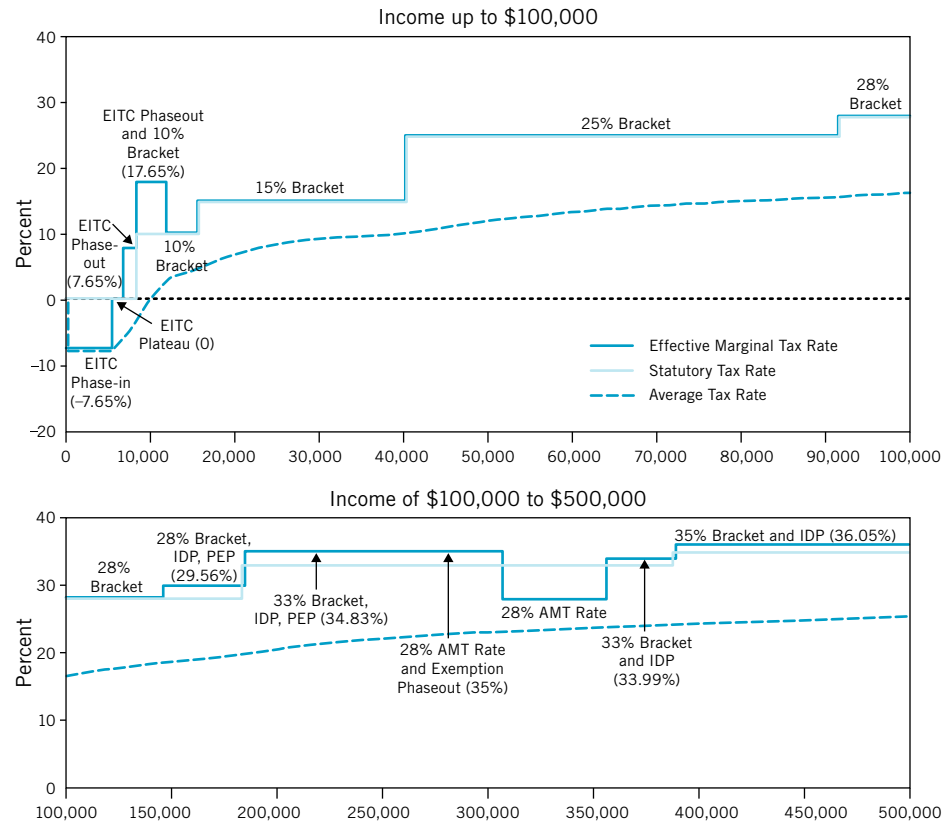 Income up to $100,000
40
30
20
10
0
–10
–20
Percent
EITC Phaseout
and 10%
Bracket
(17.65%)
EITC
Phase-
out
(7.65%)
10%
Bracket
EITC
Plateau (0)
EITC
Phase-in
(–7.65%)
15% Bracket
25% Bracket
28%
Bracket
Effective Marginal Tax Rate
Statutory Tax Rate
Average Tax Rate
0 10,000 20,000 30,000 40,000 50,000 60,000 70,000 80,000 90,000 100,000
Income of $100,000 to $500,000
40
30
20
10
0
Percent
28%
Bracket
28% Bracket,
IDP, PEP
(29.56%)
33% Bracket,
IDP, PEP (34.83%)
28% AMT Rate
and Exemption
Phaseout (35%)
28% AMT Rate
33% Bracket
and IDP
(33.99%)
35% Bracket and IDP (36.05%)
100,000 150,000 200,000 250,000 300,000 350,000 400,000 450,000 500,000